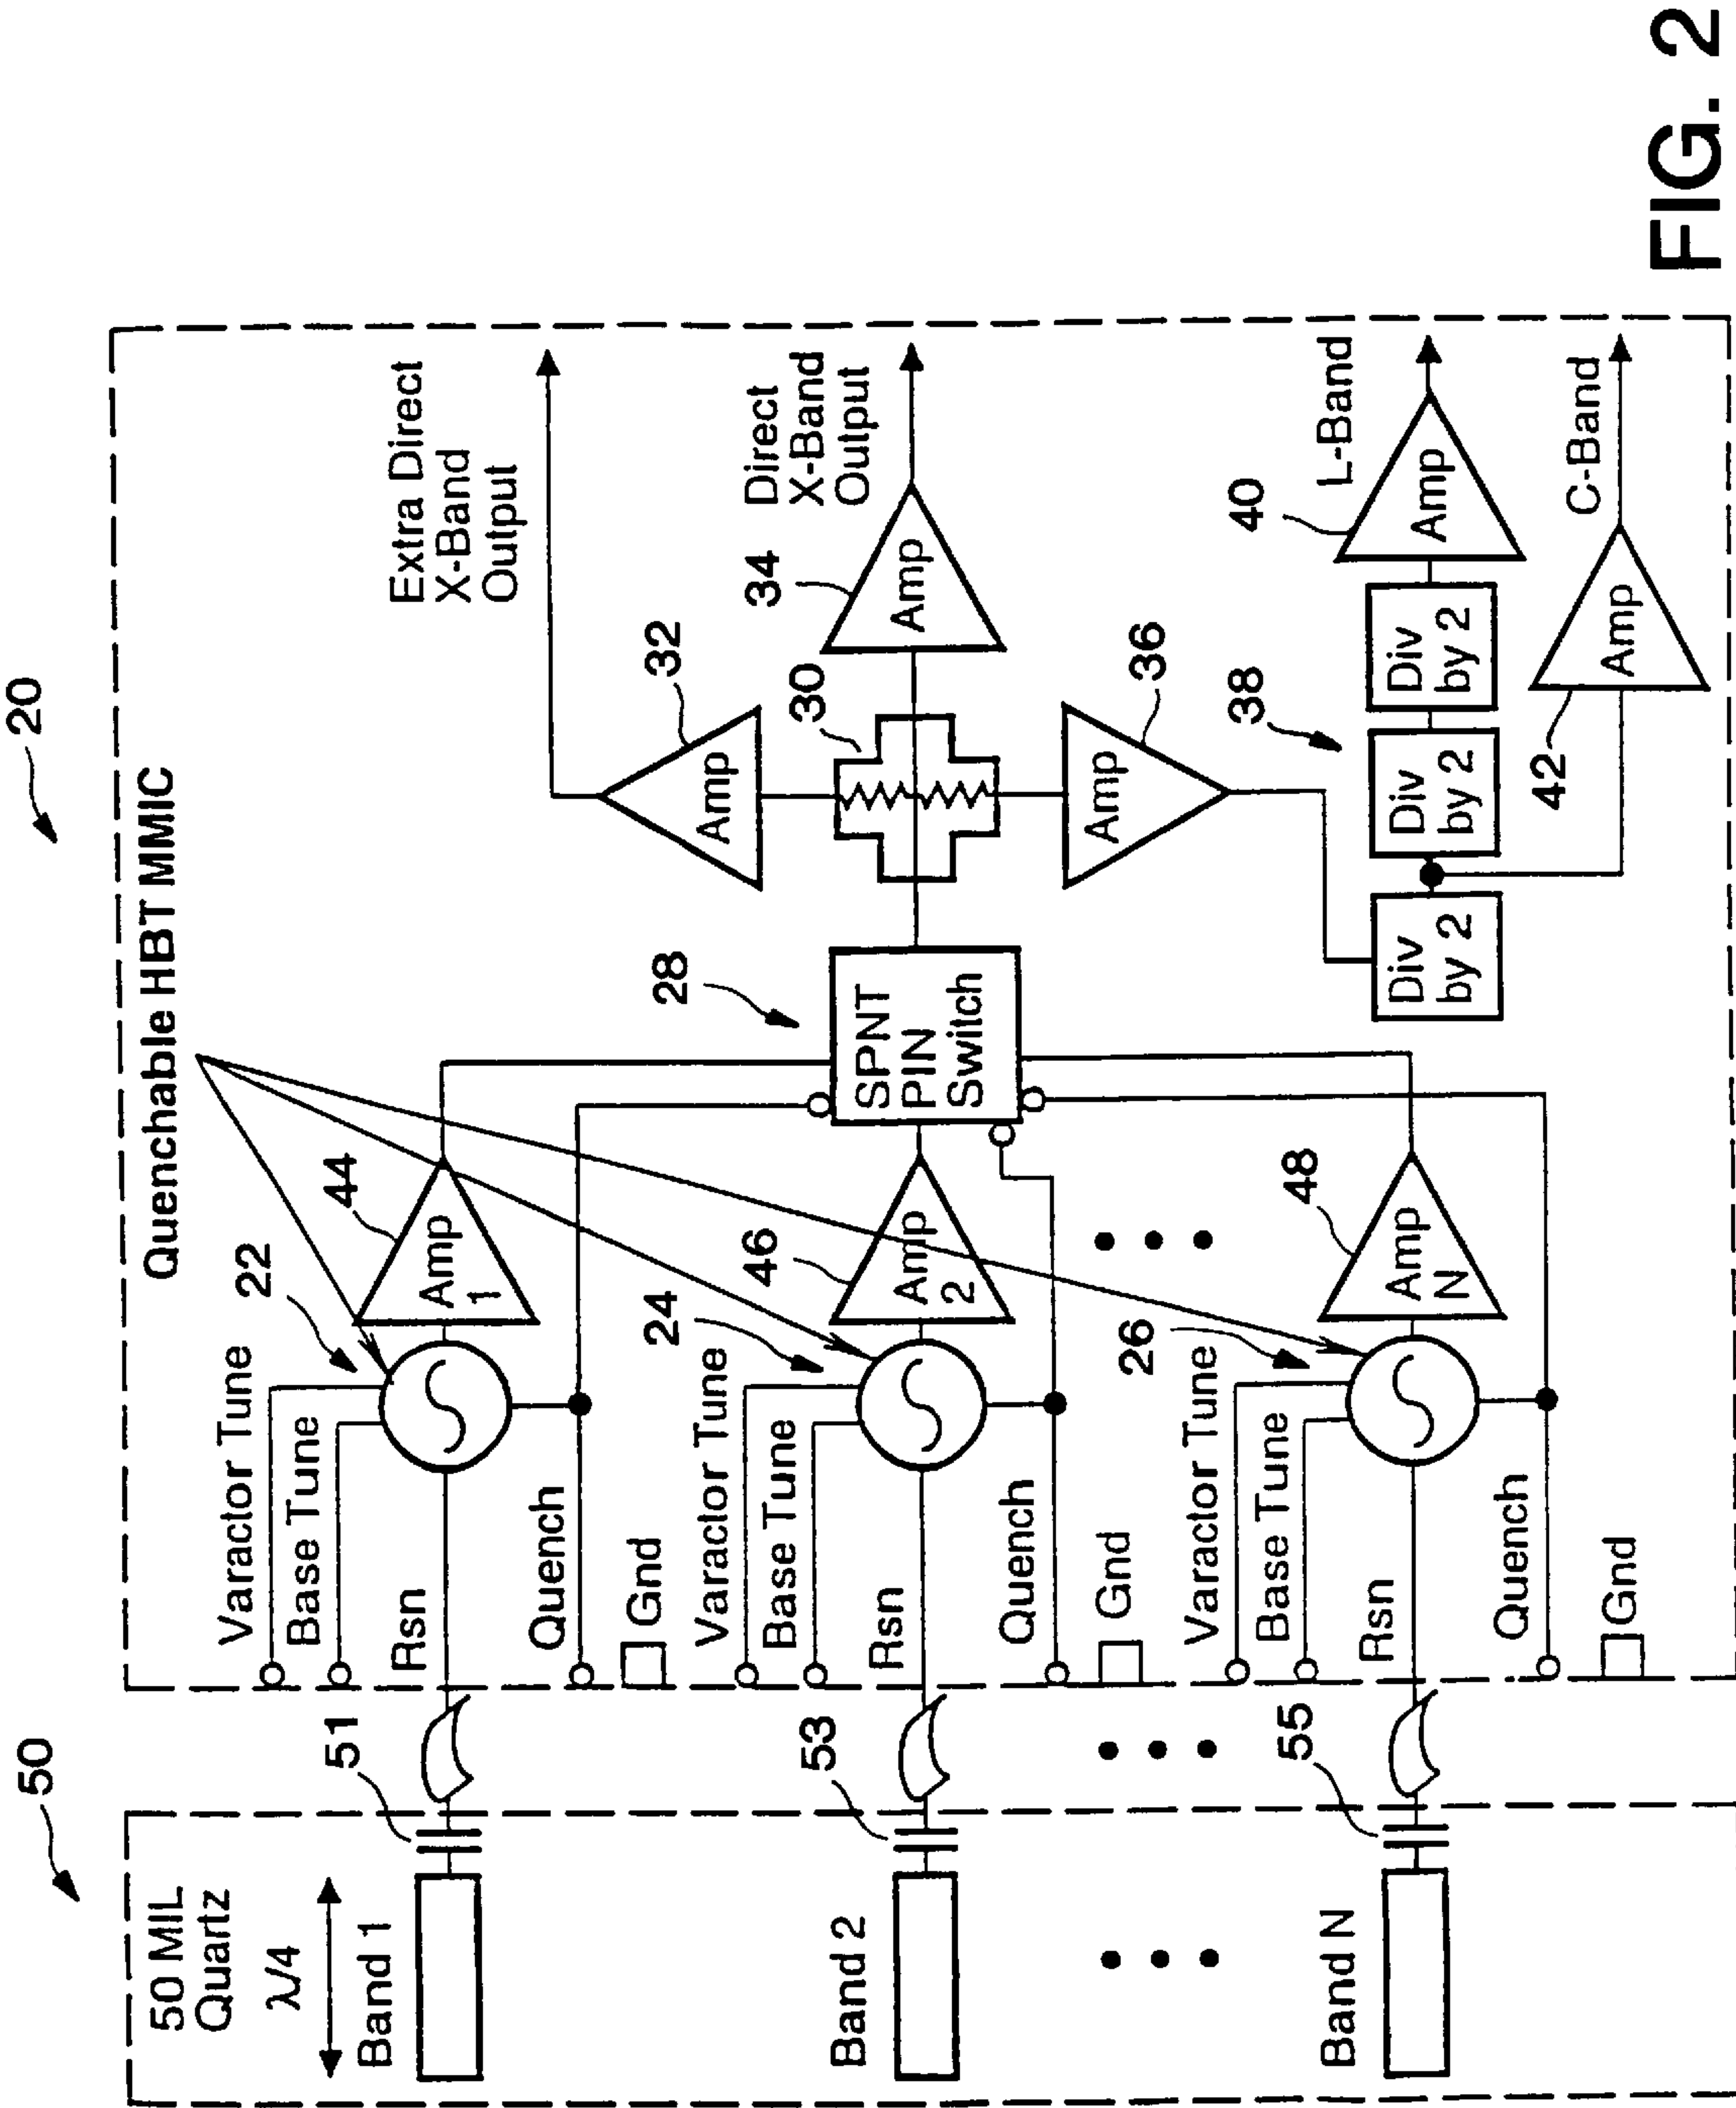 50
20
50 MIL
Quartz
λ/4
Band 1
51
Quenchable HBT MMIC
Varactor Tune
Base Tune
Rsn
Quench
Gnd
22
44
Amp
1
Extra Direct
X-Band
Output
32
Amp
Band 2
53
Varactor Tune
Base Tune
Rsn
Quench
Gnd
24
46
Amp
2
28
SPNT
PIN
Switch
30
34
Amp
Direct
X-Band
Output
36
Amp
Band N
55
Varactor Tune
Base Tune
Rsn
Quench
Gnd
26
48
Amp
N
38
Div
by 2
Div
by 2
Div
by 2
40
Amp
L-Band
42
Amp
C-Band
FIG. 2